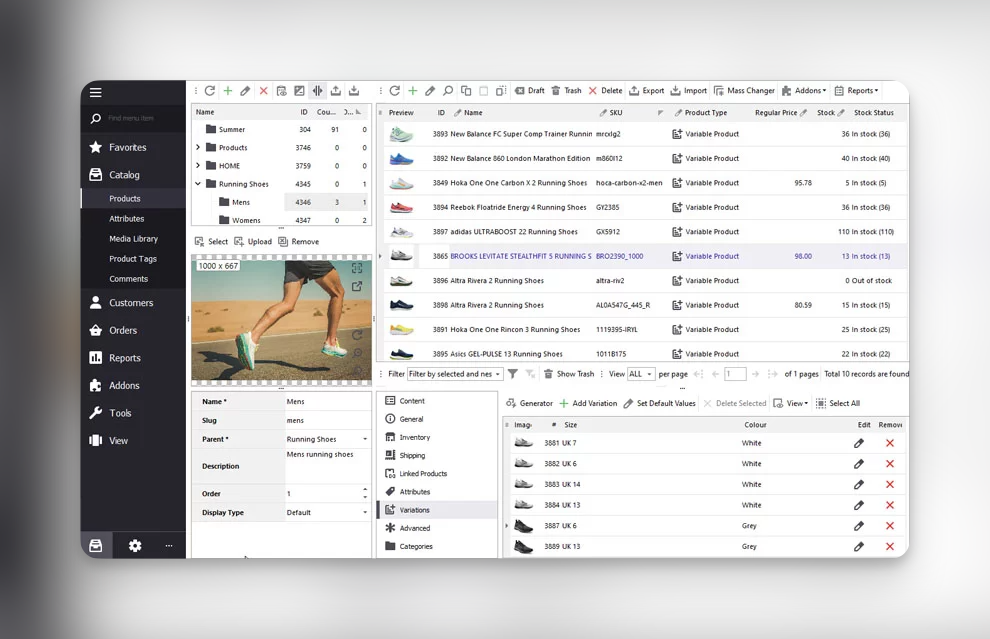 Find menu item
Favorites
Catalog
Products
Attributes
Media Library
Product Tags
Comments
Customers
Orders
Reports
Addons
Tools
View
Name ID Cou... D...
Summer 304 91 0
Products 3746 0 0
HOME 3759 0 0
Running Shoes 4345 0 1
Mens 4346 3 1
Womens 4347 0 2
Select Upload Remove
1000 x 667
Name * Mens
Slug mens
Parent * Running Shoes
Description Mens running shoes
Order 1
Display Type Default
Draft Trash Delete Export Import Mass Changer Addons Reports
Preview ID Name SKU Product Type Regular Price Stock Stock Status
3893 New Balance FC Super Comp Trainer Runnin mrcxlg2 Variable Product 36 In stock (36)
3892 New Balance 860 London Marathon Edition m860l12 Variable Product 40 In stock (40)
3849 Hoka One One Carbon X 2 Running Shoes hoca-carbon-x2-men Variable Product 95.78 5 In stock (5)
3894 Reebok Floatride Energy 4 Running Shoes GY2385 Variable Product 36 In stock (36)
3897 adidas ULTRABOOST 22 Running Shoes GX5912 Variable Product 110 In stock (110)
3865 BROOKS LEVITATE STEALTHFIT 5 RUNNING S BRO2390_1000 Variable Product 98.00 13 In stock (13)
3896 Altra Rivera 2 Running Shoes altra-riv2 Variable Product 0 Out of stock
3898 Altra Rivera 2 Running Shoes AL0A547G_445_R Variable Product 80.59 15 In stock (15)
3891 Hoka One One Rincon 3 Running Shoes 1119395-IRYL Variable Product 25 In stock (25)
3895 Asics GEL-PULSE 13 Running Shoes 1011B175 Variable Product 22 In stock (22)
Filter Filter by selected and nes Show Trash View ALL per page 1 of 1 pages Total 10 records are found
Content
General
Inventory
Shipping
Linked Products
Attributes
Variations
Advanced
Categories
Generator Add Variation Set Default Values Delete Selected View Select All
Imag # Size Colour Edit Remov
3881 UK 7 White
3882 UK 6 White
3883 UK 14 White
3884 UK 13 White
3887 UK 6 Grey
3889 UK 13 Grey